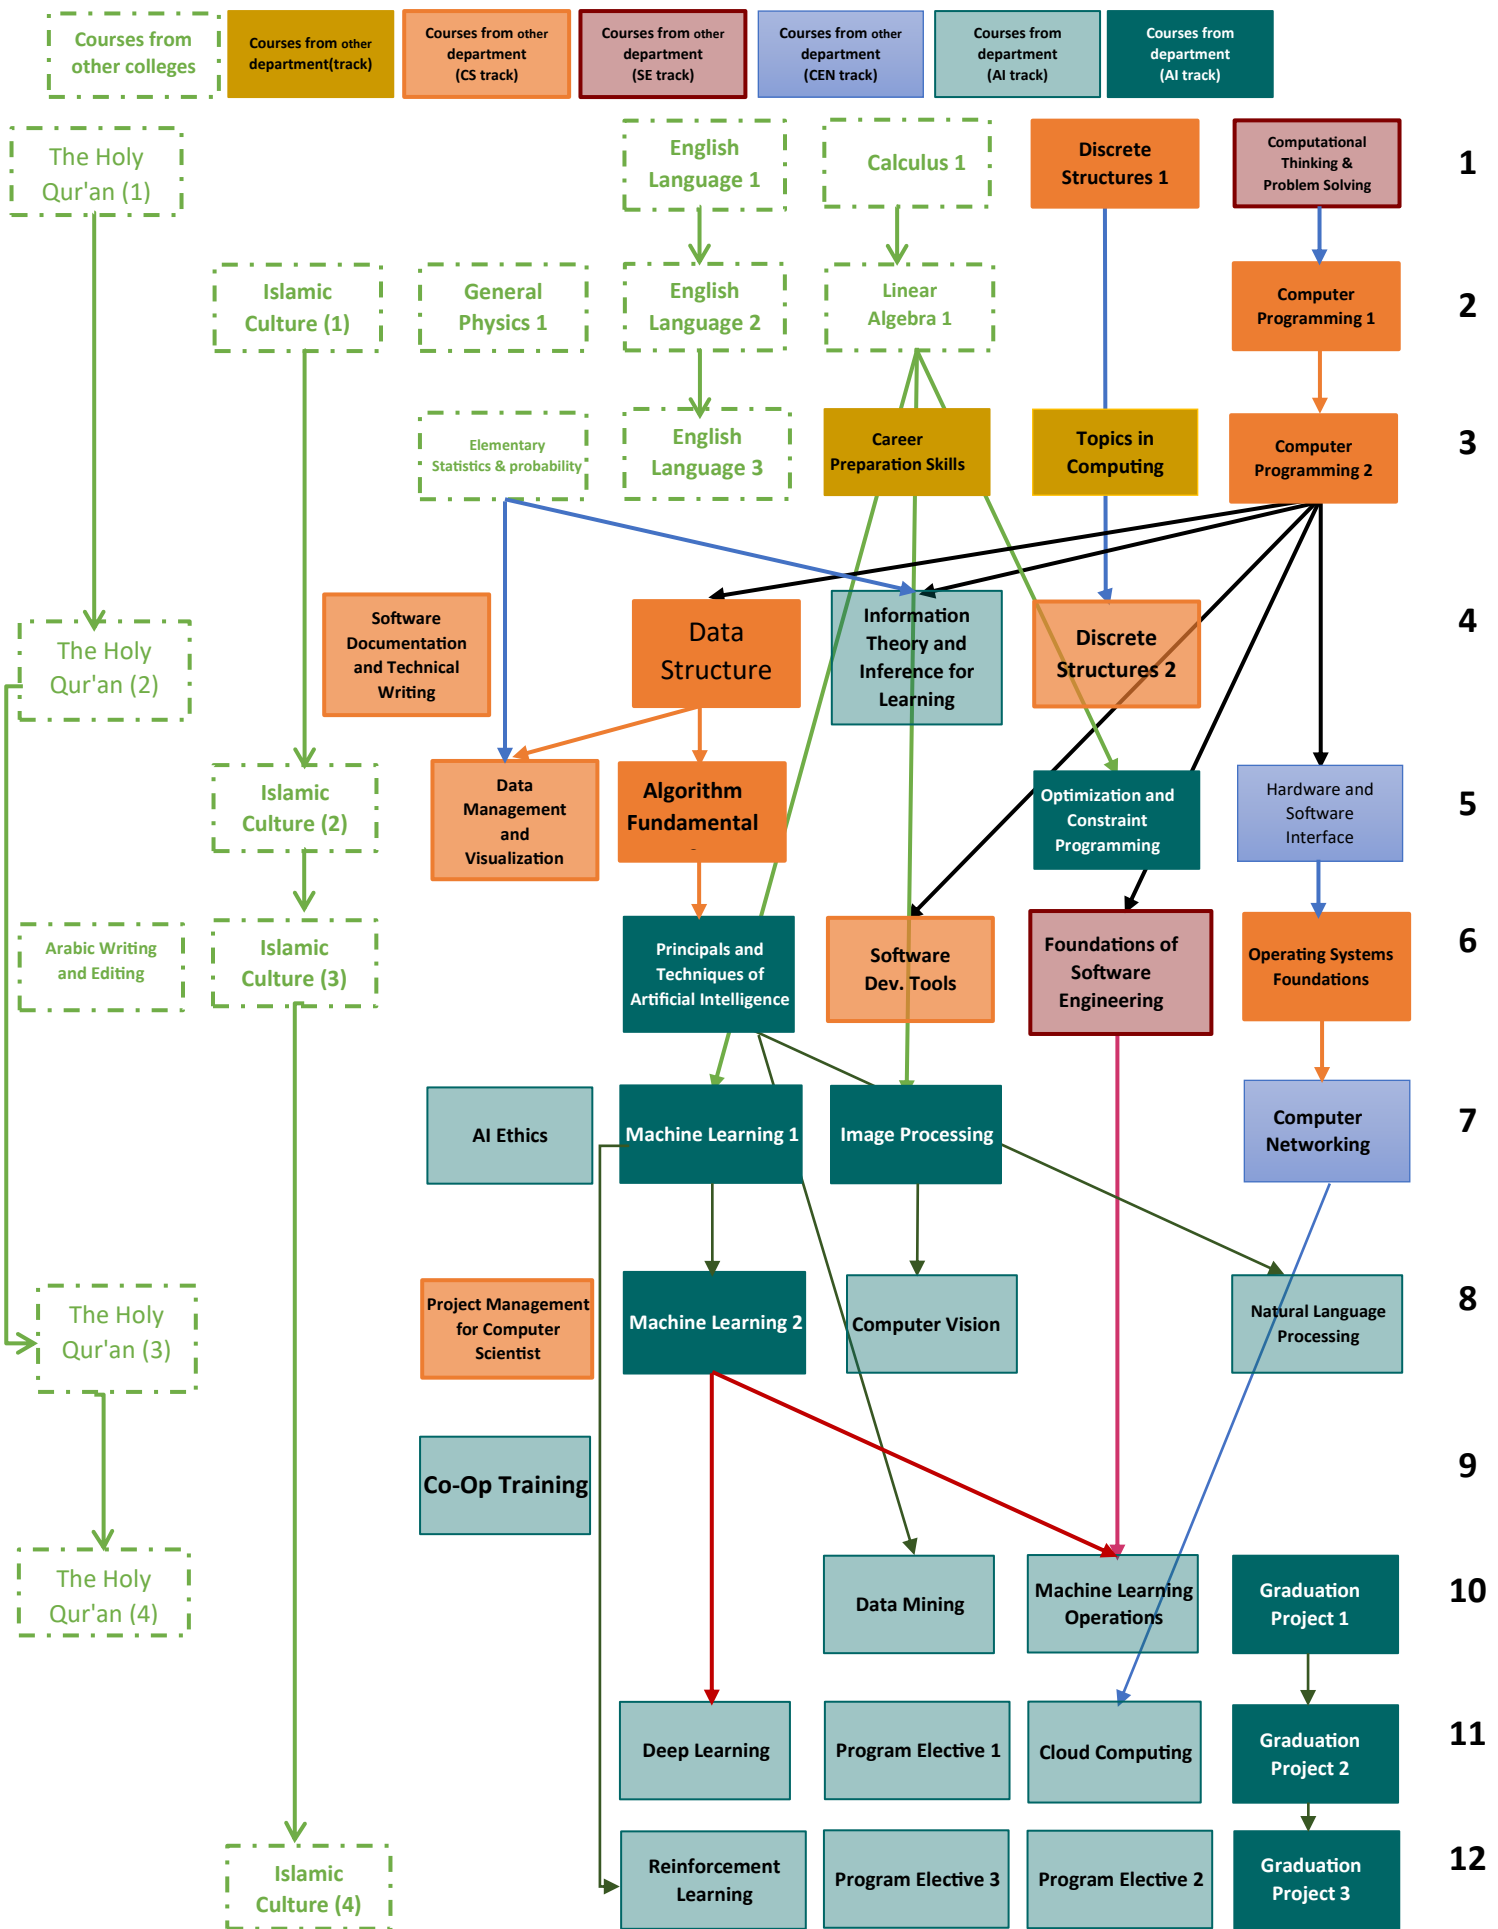 Courses from
other colleges
Courses from other
department(track)
Courses from other
department
(CS track)
Courses from other
department
(SE track)
Courses from other
department
(CEN track)
Courses from
department
(AI track)
Courses from
department
(AI track)
The Holy
Qur'an (1)
English
Language 1
Calculus 1
Discrete
Structures 1
Computational
Thinking &
Problem Solving
1
Islamic
Culture (1)
General
Physics 1
English
Language 2
Linear
Algebra 1
Computer
Programming 1
2
Elementary
Statistics & probability
English
Language 3
Career
Preparation Skills
Topics in
Computing
Computer
Programming 2
3
The Holy
Qur'an (2)
Software
Documentation
and Technical
Writing
Data
Structure
Information
Theory and
Inference for
Learning
Discrete
Structures 2
4
Islamic
Culture (2)
Data
Management
and
Visualization
Algorithm
Fundamental
Optimization and
Constraint
Programming
Hardware and
Software
Interface
5
Arabic Writing
and Editing
Islamic
Culture (3)
Principals and
Techniques of
Artificial Intelligence
Software
Dev. Tools
Foundations of
Software
Engineering
Operating Systems
Foundations
6
AI Ethics
Machine Learning 1
Image Processing
Computer
Networking
7
The Holy
Qur'an (3)
Project Management
for Computer
Scientist
Machine Learning 2
Computer Vision
Natural Language
Processing
8
Co-Op Training
9
The Holy
Qur'an (4)
Data Mining
Machine Learning
Operations
Graduation
Project 1
10
Deep Learning
Program Elective 1
Cloud Computing
Graduation
Project 2
11
Islamic
Culture (4)
Reinforcement
Learning
Program Elective 3
Program Elective 2
Graduation
Project 3
12